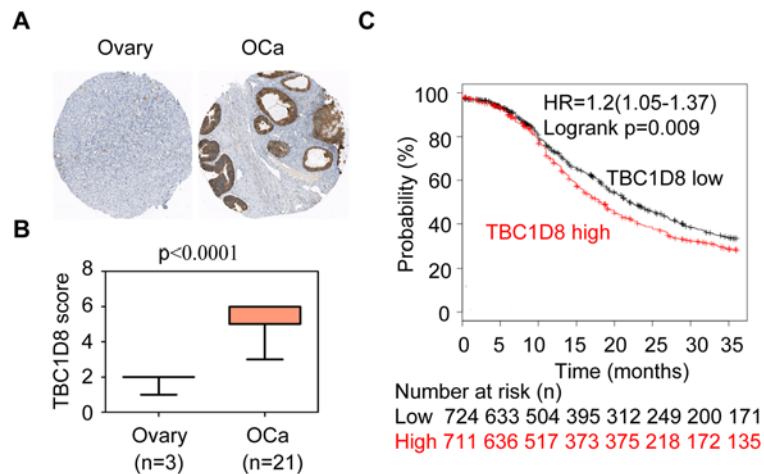 A
Ovary OCa
B
p<0.0001
TBC1D8 score
8
6
4
2
0
Ovary OCa
(n=3) (n=21)
C
HR=1.2(1.05-1.37)
Logrank p=0.009
TBC1D8 low
TBC1D8 high
Probability (%)
100
80
60
40
20
0
0 5 10 15 20 25 30 35
Time (months)
Number at risk (n)
Low 724 633 504 395 312 249 200 171
High 711 636 517 373 375 218 172 135